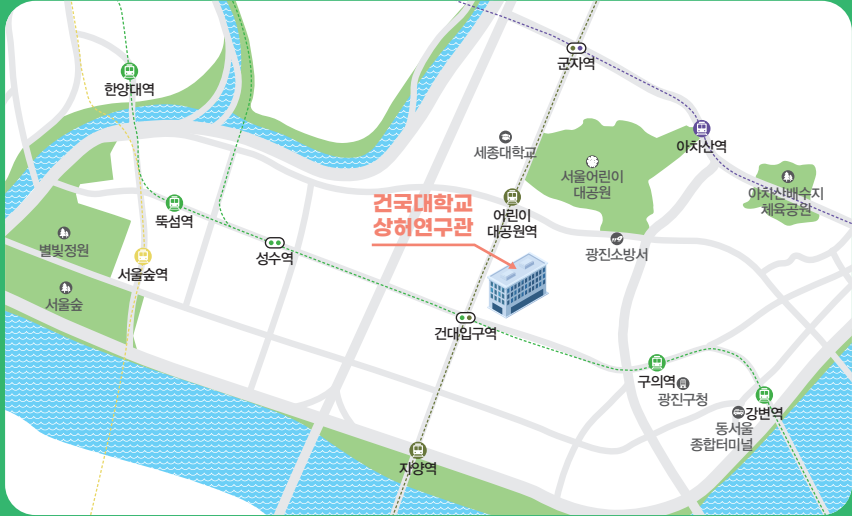 군자역
한양대역
세종대학교
아차산역
서울어린이
대공원
아차산배수지
체육공원
건국대학교
상허연구관
어린이
대공원역
뚝섬역
별빛정원
성수역
광진소방서
서울숲역
서울숲
건대입구역
구의역
광진구청
강변역
동서울
종합터미널
자양역